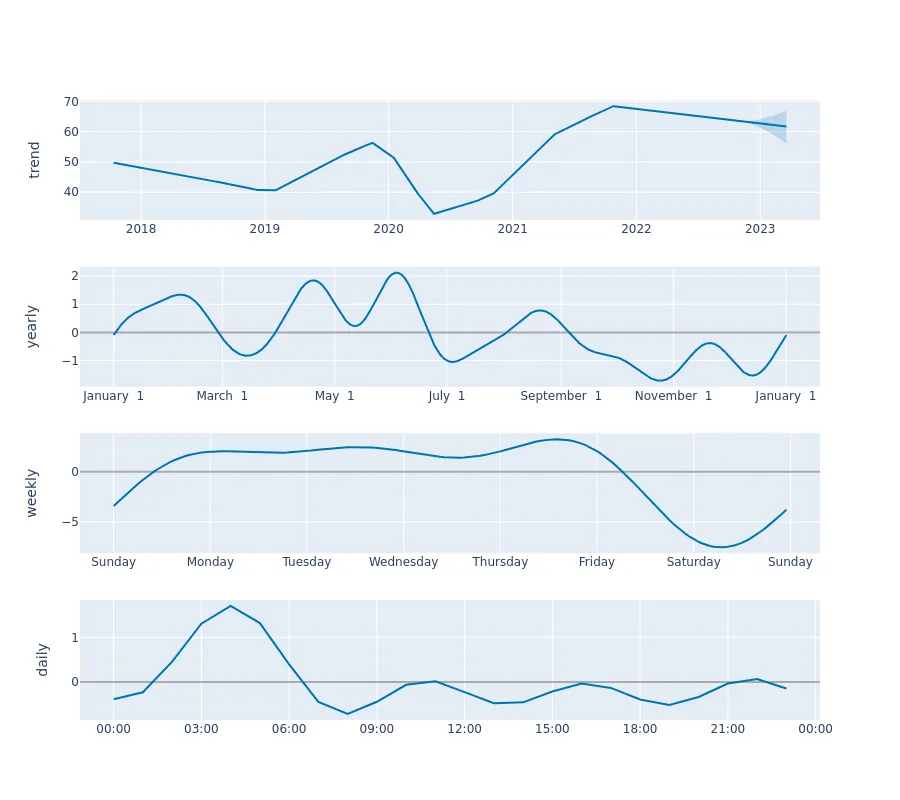 trend
70
60
50
40
2018 2019 2020 2021 2022 2023
yearly
2
1
0
−1
January 1 March 1 May 1 July 1 September 1 November 1 January 1
weekly
0
−5
Sunday Monday Tuesday Wednesday Thursday Friday Saturday Sunday
daily
1
0
00:00 03:00 06:00 09:00 12:00 15:00 18:00 21:00 00:00